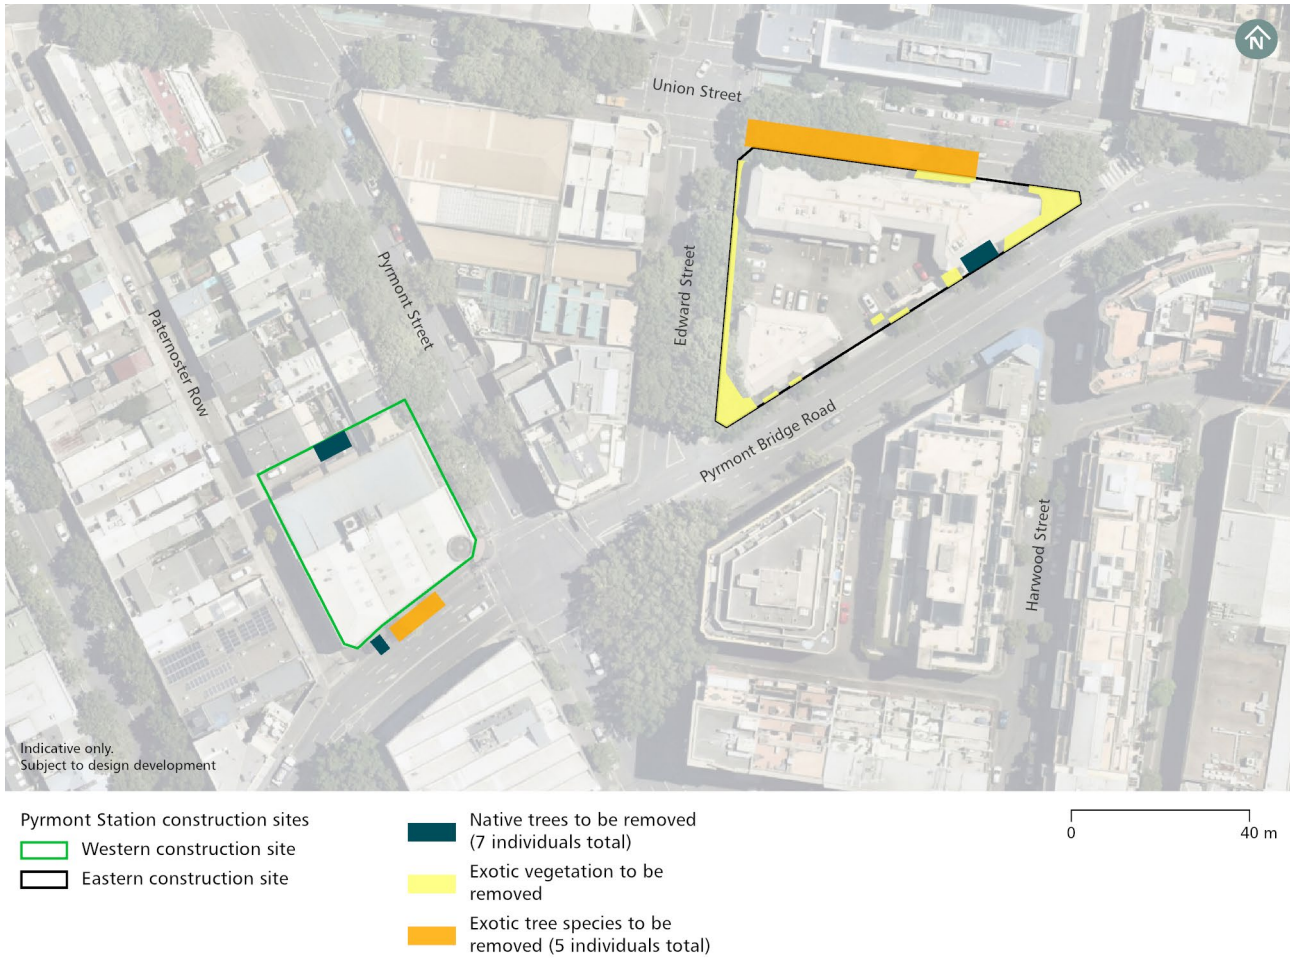 N
Union Street
Edward Street
Pyrmont Street
Paternoster Row
Pyrmont Bridge Road
Harwood Street
Indicative only.
Subject to design development
Pyrmont Station construction sites
Western construction site
Eastern construction site
Native trees to be removed
(7 individuals total)
Exotic vegetation to be
removed
Exotic tree species to be
removed (5 individuals total)
0 40 m